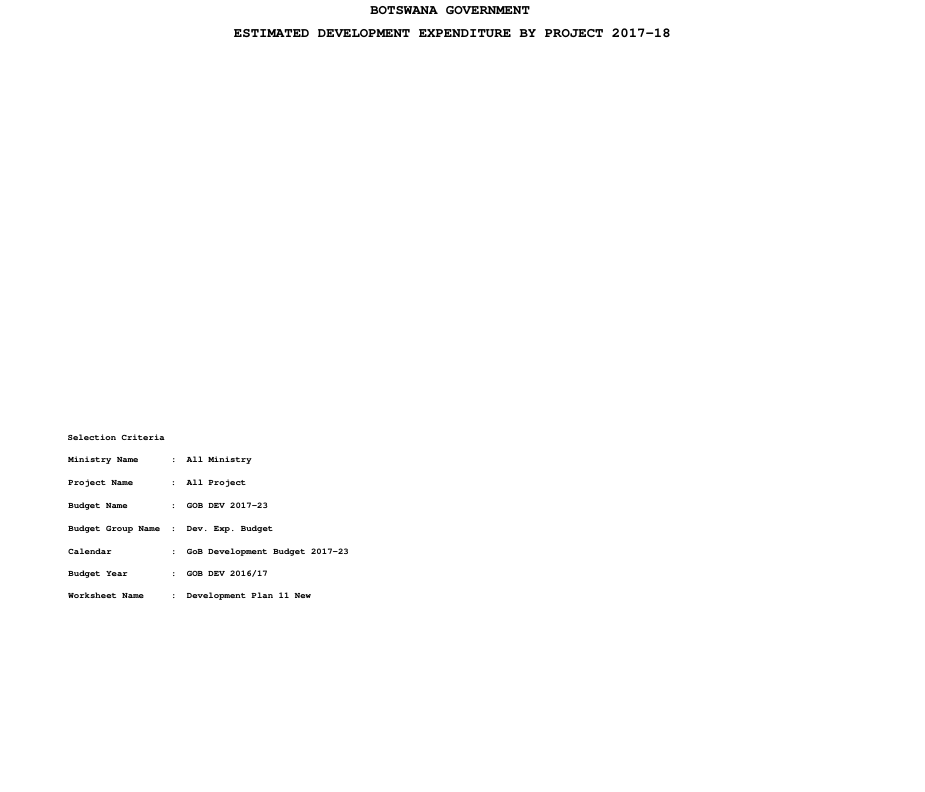 BOTSWANA GOVERNMENT
ESTIMATED DEVELOPMENT EXPENDITURE BY PROJECT 2017-18
Selection Criteria
Ministry Name : All Ministry
Project Name : All Project
Budget Name : GOB DEV 2017-23
Budget Group Name : Dev. Exp. Budget
Calendar : GoB Development Budget 2017-23
Budget Year : GOB DEV 2016/17
Worksheet Name : Development Plan 11 New